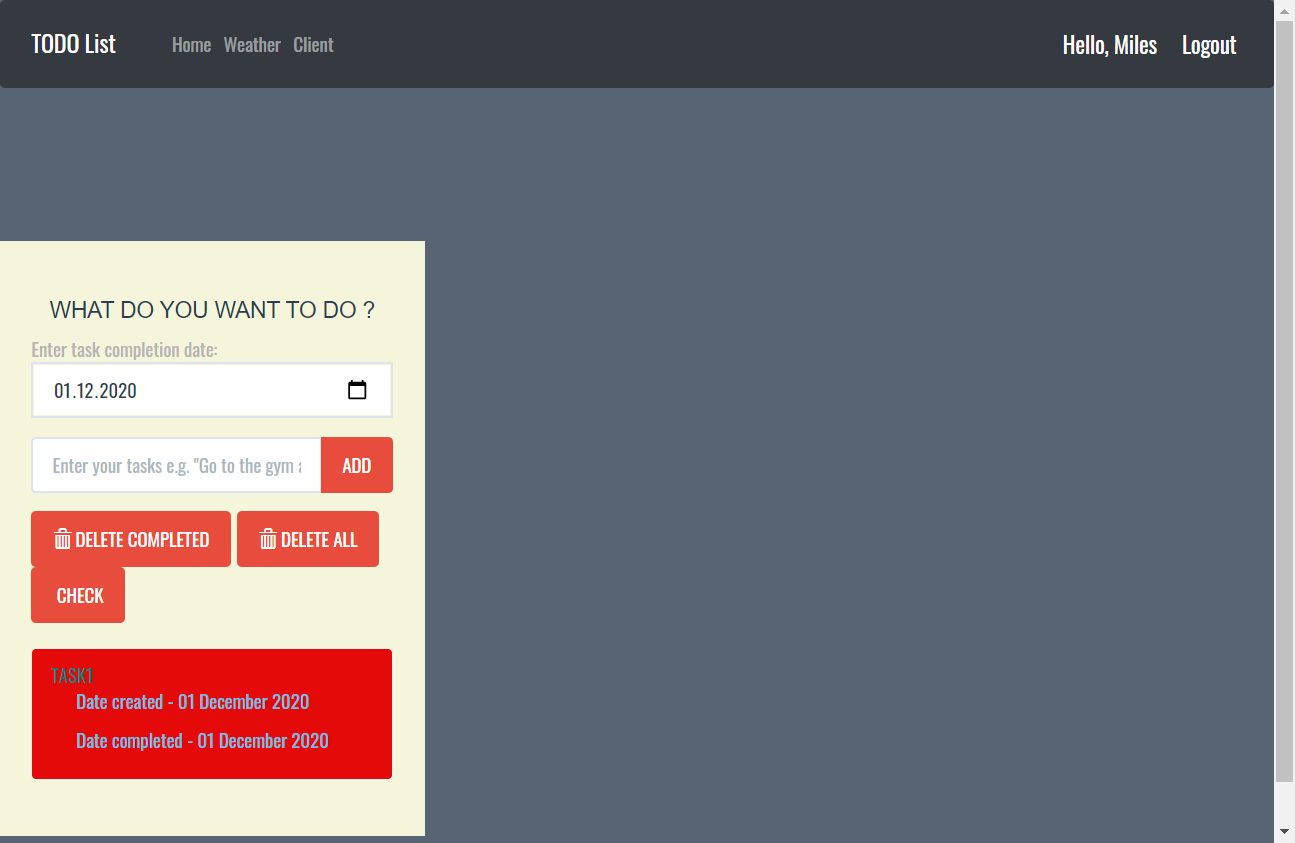 TODO List Home Weather Client Hello, Miles Logout
WHAT DO YOU WANT TO DO ?
Enter task completion date:
01.12.2020
Enter your tasks e.g. "Go to the gym ADD
DELETE COMPLETED DELETE ALL
CHECK
TASK1
Date created - 01 December 2020
Date completed - 01 December 2020